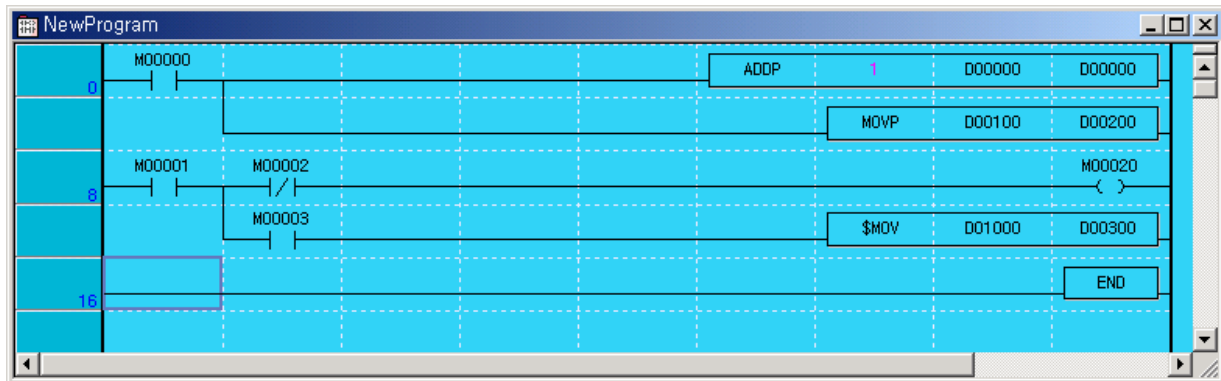 NewProgram
M00000
0 ADDP 1 D00000 D00000
MOVP D00100 D00200
M00001 M00002 M00020
8
M00003
$MOV D01000 D00300
16 END